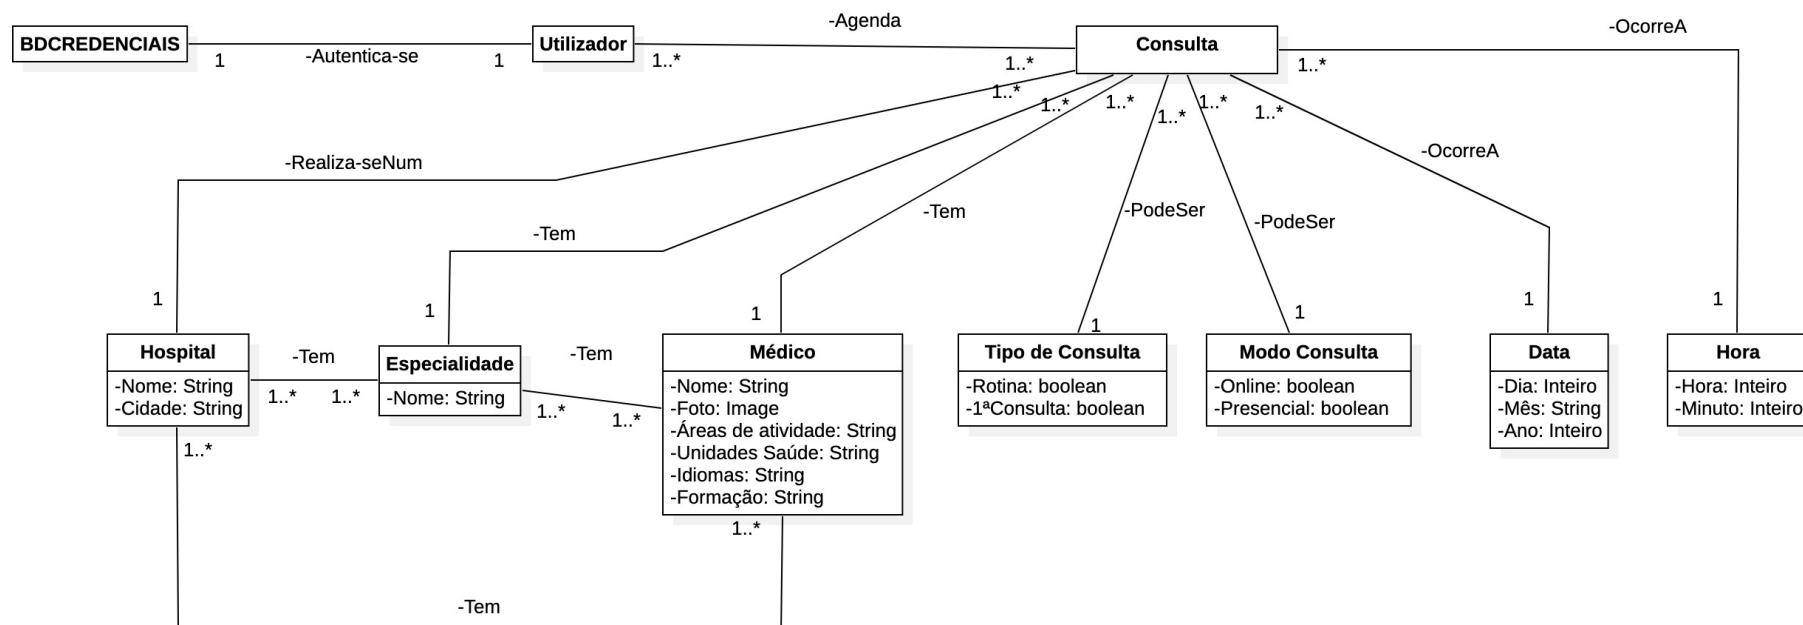 BDCREDENCIAIS
1
-Autentica-se
1
Utilizador
1..*
-Agenda
1..*
Consulta
1..*
-OcorreA
1..*
1..*
1..*
1..*
1..*
1..*
-Realiza-seNum
-Tem
-Tem
-PodeSer
-PodeSer
-OcorreA
1
1
1
1
1
1
1
Hospital
-Nome: String
-Cidade: String
-Tem
1..*
1..*
Especialidade
-Nome: String
-Tem
1..*
1..*
Médico
-Nome: String
-Foto: Image
-Áreas de atividade: String
-Unidades Saúde: String
-Idiomas: String
-Formação: String
Tipo de Consulta
-Rotina: boolean
-1ªConsulta: boolean
Modo Consulta
-Online: boolean
-Presencial: boolean
Data
-Dia: Inteiro
-Mês: String
-Ano: Inteiro
Hora
-Hora: Inteiro
-Minuto: Inteiro
1..*
1..*
-Tem